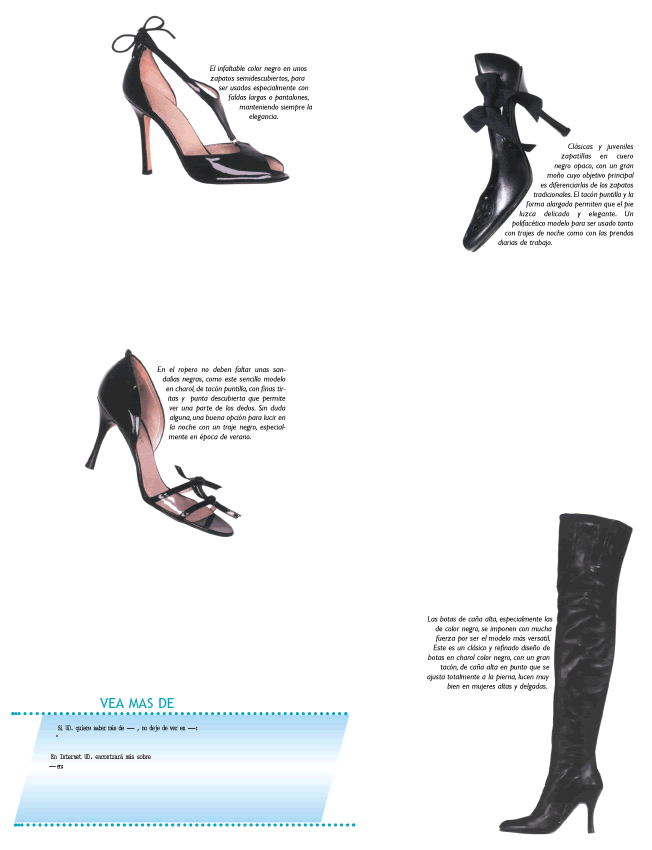 El infaltable color negro en unos
zapatos semidescubiertos, para
ser usados especialmente con
faldas largas o pantalones,
manteniendo siempre la
elegancia.
Clásicas y juveniles
zapatillas en cuero
negro opaco, con un gran
moño cuyo objetivo principal
es diferenciarlas de los zapatos
tradicionales. El tacón puntilla y la
forma alargada permiten que el pie
luzca delicado y elegante. Un
polifacético modelo para ser usado tanto
con trajes de noche como con las prendas
diarias de trabajo.
En el ropero no deben faltar unas san-
dalias negras, como este sencillo modelo
en charol, de tacón puntilla, con finas tir-
itas y punta descubierta que permite
ver una parte de los dedos. Sin duda
alguna, una buena opción para lucir en
la noche con un traje negro, especial-
mente en época de verano.
Las botas de caña alta, especialmente las
de color negro, se imponen con mucha
fuerza por ser el modelo más versatil.
Este es un clásico y refinado diseño de
botas en charol color negro, con un gran
tacón, de caña alta en punto que se
ajusta totalmente a la pierna, lucen muy
bien en mujeres altas y delgadas.
VEA MAS DE
Si UD. quiere saber más de —— , no deje de ver en ——:
"
En Internet UD. encontrará más sobre
—— en